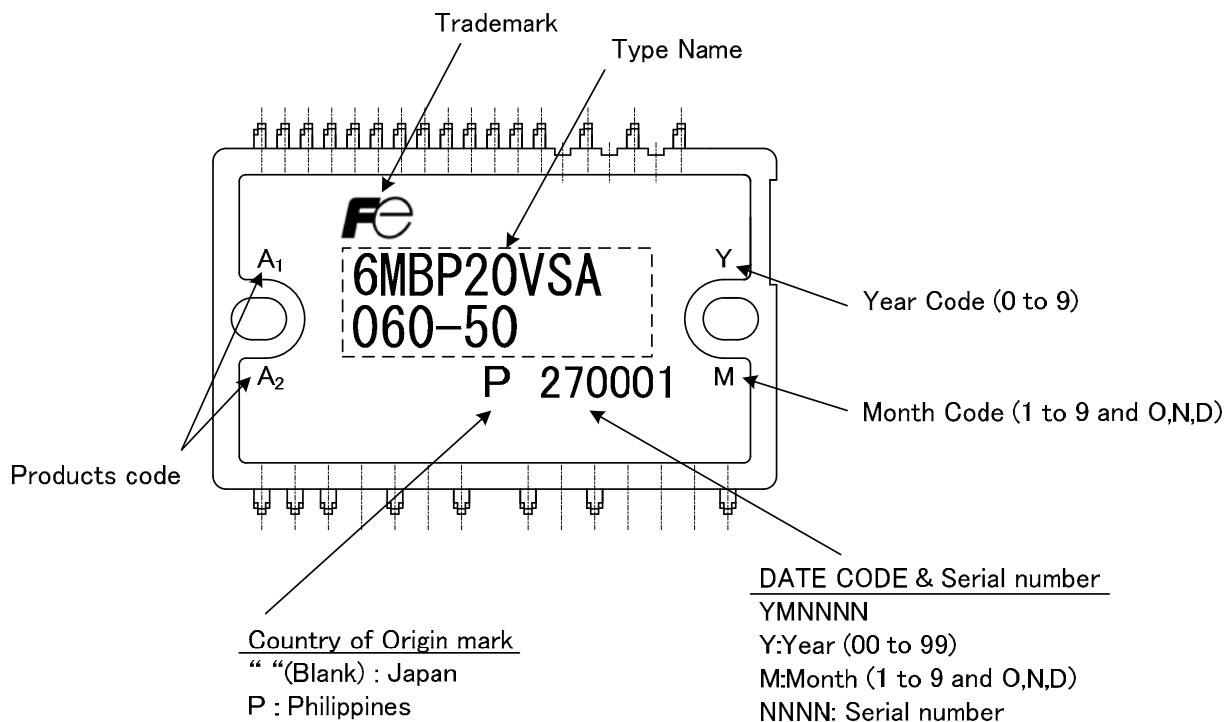 Trademark
Type Name
Fe
A1
Y
6MBP20VSA
060-50
Year Code (0 to 9)
A2
P 270001
M
Month Code (1 to 9 and O,N,D)
Products code
DATE CODE & Serial number
YMNNNN
Y:Year (00 to 99)
M:Month (1 to 9 and O,N,D)
NNNN: Serial number
Country of Origin mark
“ “(Blank) : Japan
P : Philippines